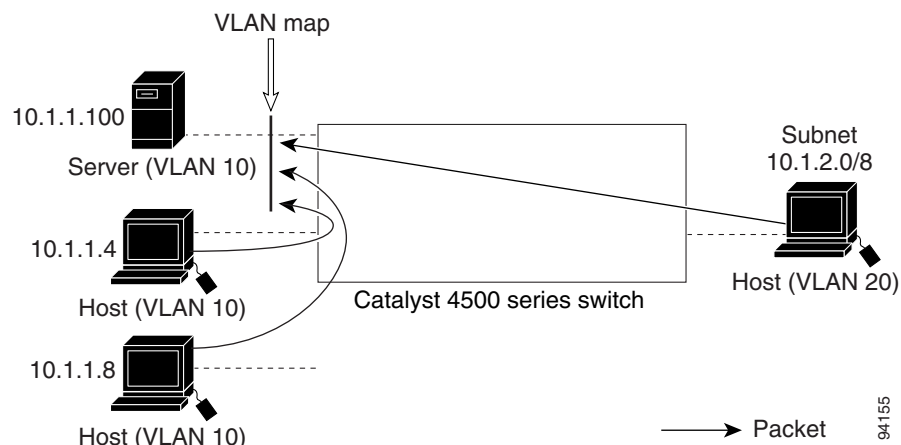 VLAN map
10.1.1.100
Server (VLAN 10)
Subnet
10.1.2.0/8
10.1.1.4
Host (VLAN 10)
Host (VLAN 20)
Catalyst 4500 series switch
10.1.1.8
Host (VLAN 10)
Packet
94155